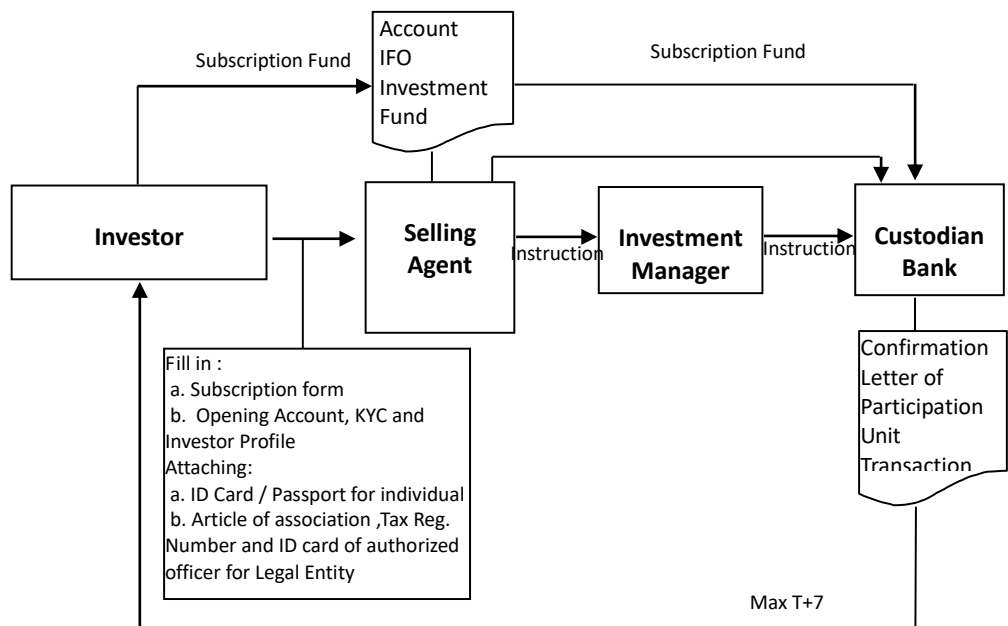 Subscription Fund
Account
IFO
Investment
Fund
Subscription Fund
Investor
Selling
Agent
Instruction
Investment
Manager
Instruction
Custodian
Bank
Fill in :
a. Subscription form
b. Opening Account, KYC and
Investor Profile
Attaching:
a. ID Card / Passport for individual
b. Article of association ,Tax Reg.
Number and ID card of authorized
officer for Legal Entity
Confirmation
Letter of
Participation
Unit
Transaction
Max T+7